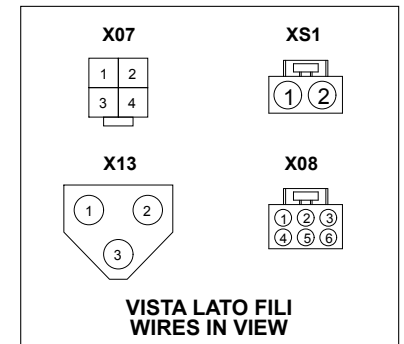 X07
XS1
1 2
3 4
1 2
X13
X08
1 2
3
1 2 3
4 5 6
VISTA LATO FILI
WIRES IN VIEW